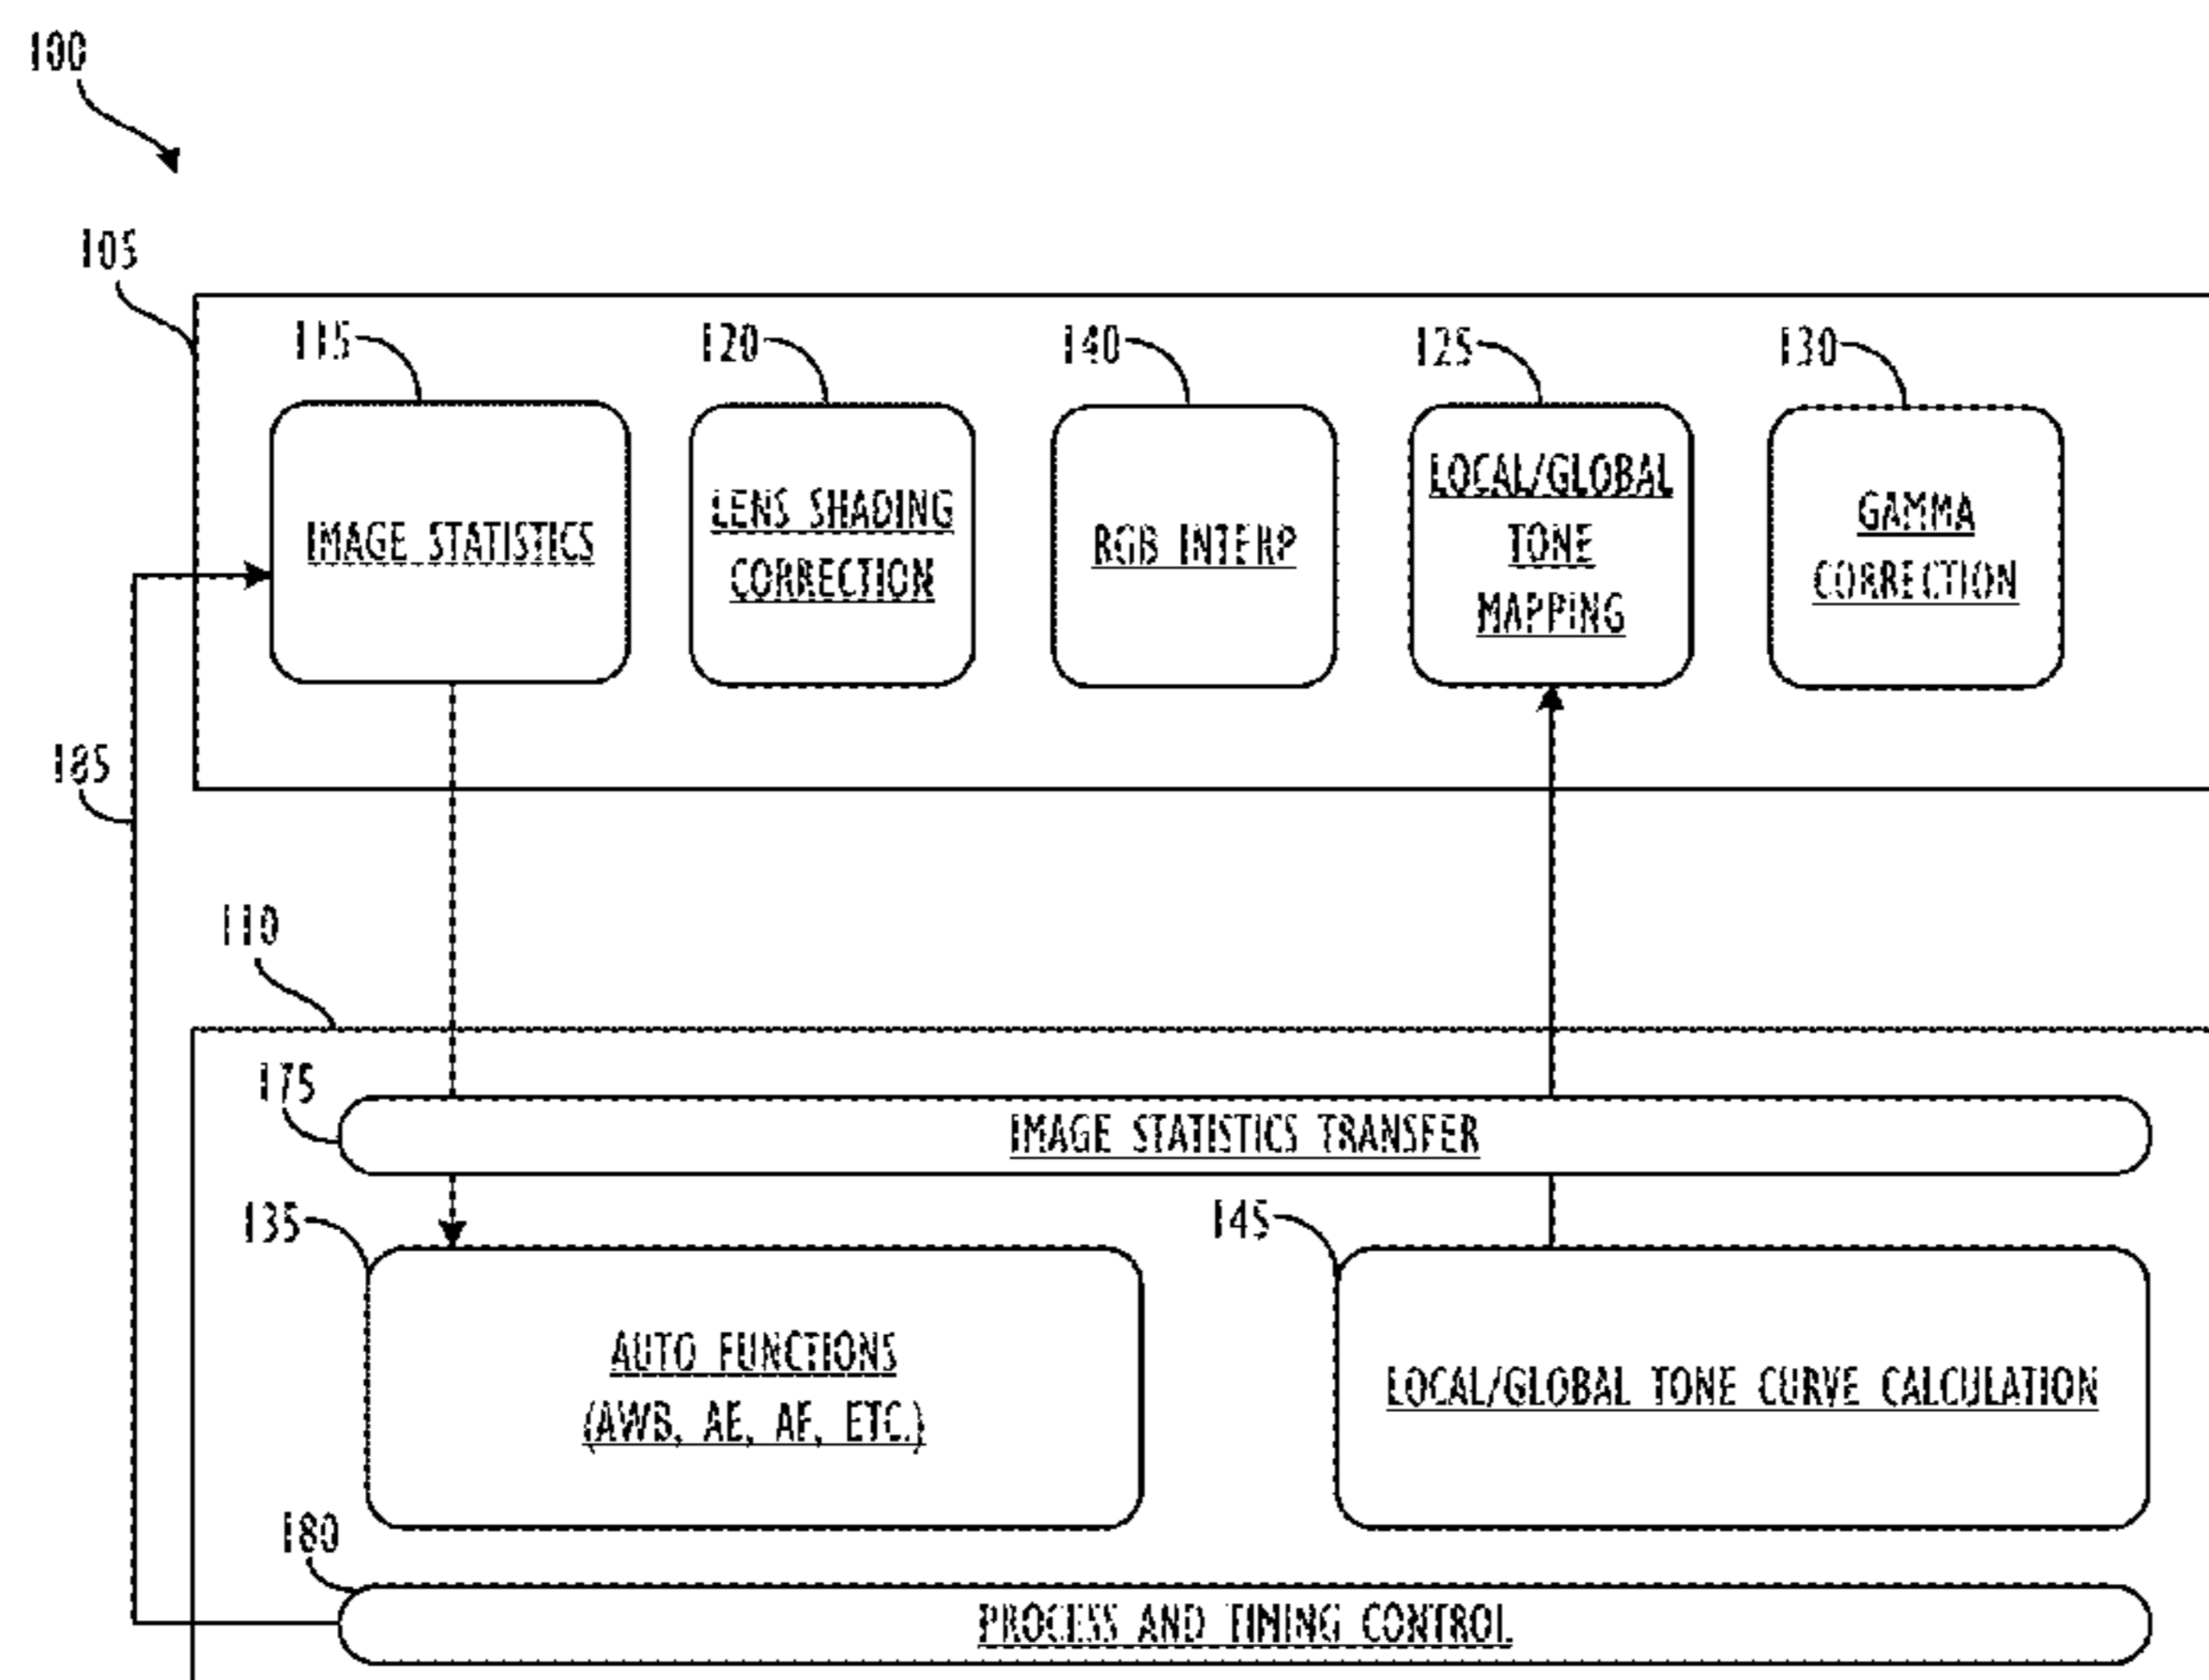 100
105
115
120
140
125
130
IMAGE STATISTICS
LENS SHADING
CORRECTION
RGB INTERP
LOCAL/GLOBAL
TONE
MAPPING
GAMMA
CORRECTION
185
110
175
IMAGE STATISTICS TRANSFER
135
145
AUTO FUNCTIONS
(AWB, AE, AF, ETC.)
LOCAL/GLOBAL TONE CURVE CALCULATION
180
PROCESS AND TIMING CONTROL